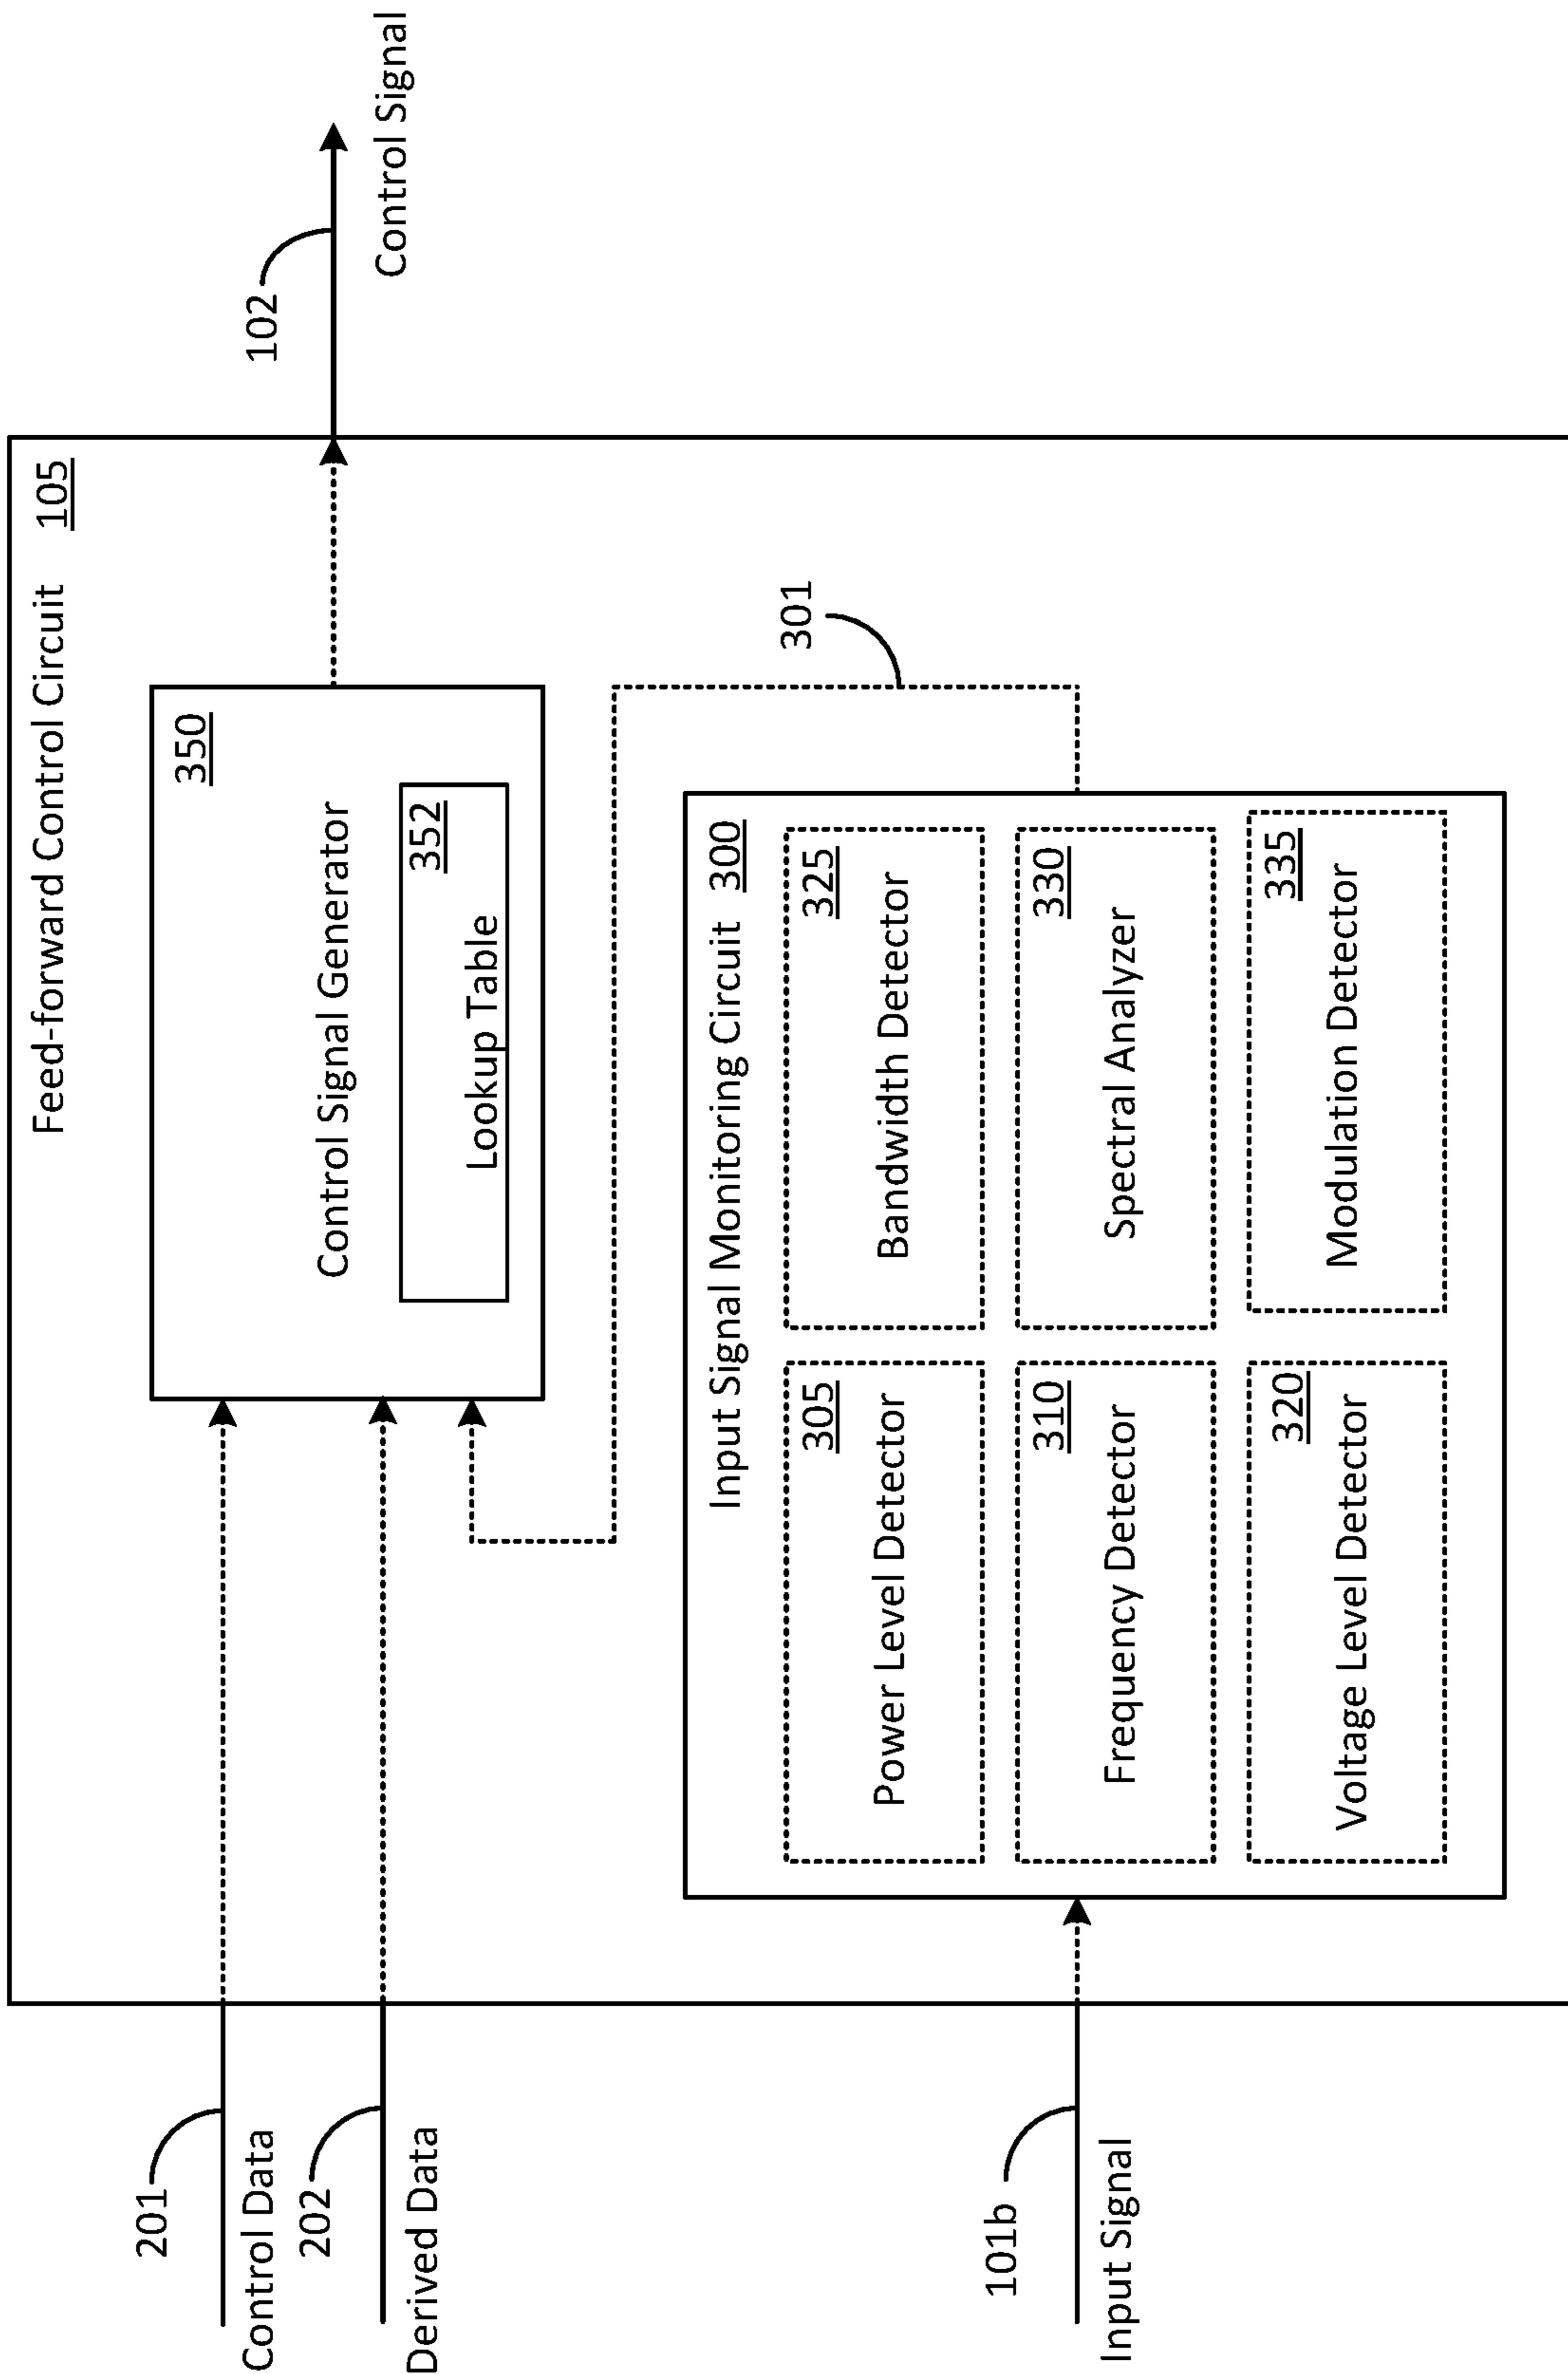 Feed-forward Control Circuit 105
201
Control Data
202
Derived Data
350
Control Signal Generator
352
Lookup Table
102
Control Signal
301
101b
Input Signal
Input Signal Monitoring Circuit 300
305
Power Level Detector
325
Bandwidth Detector
310
Frequency Detector
330
Spectral Analyzer
320
Voltage Level Detector
335
Modulation Detector